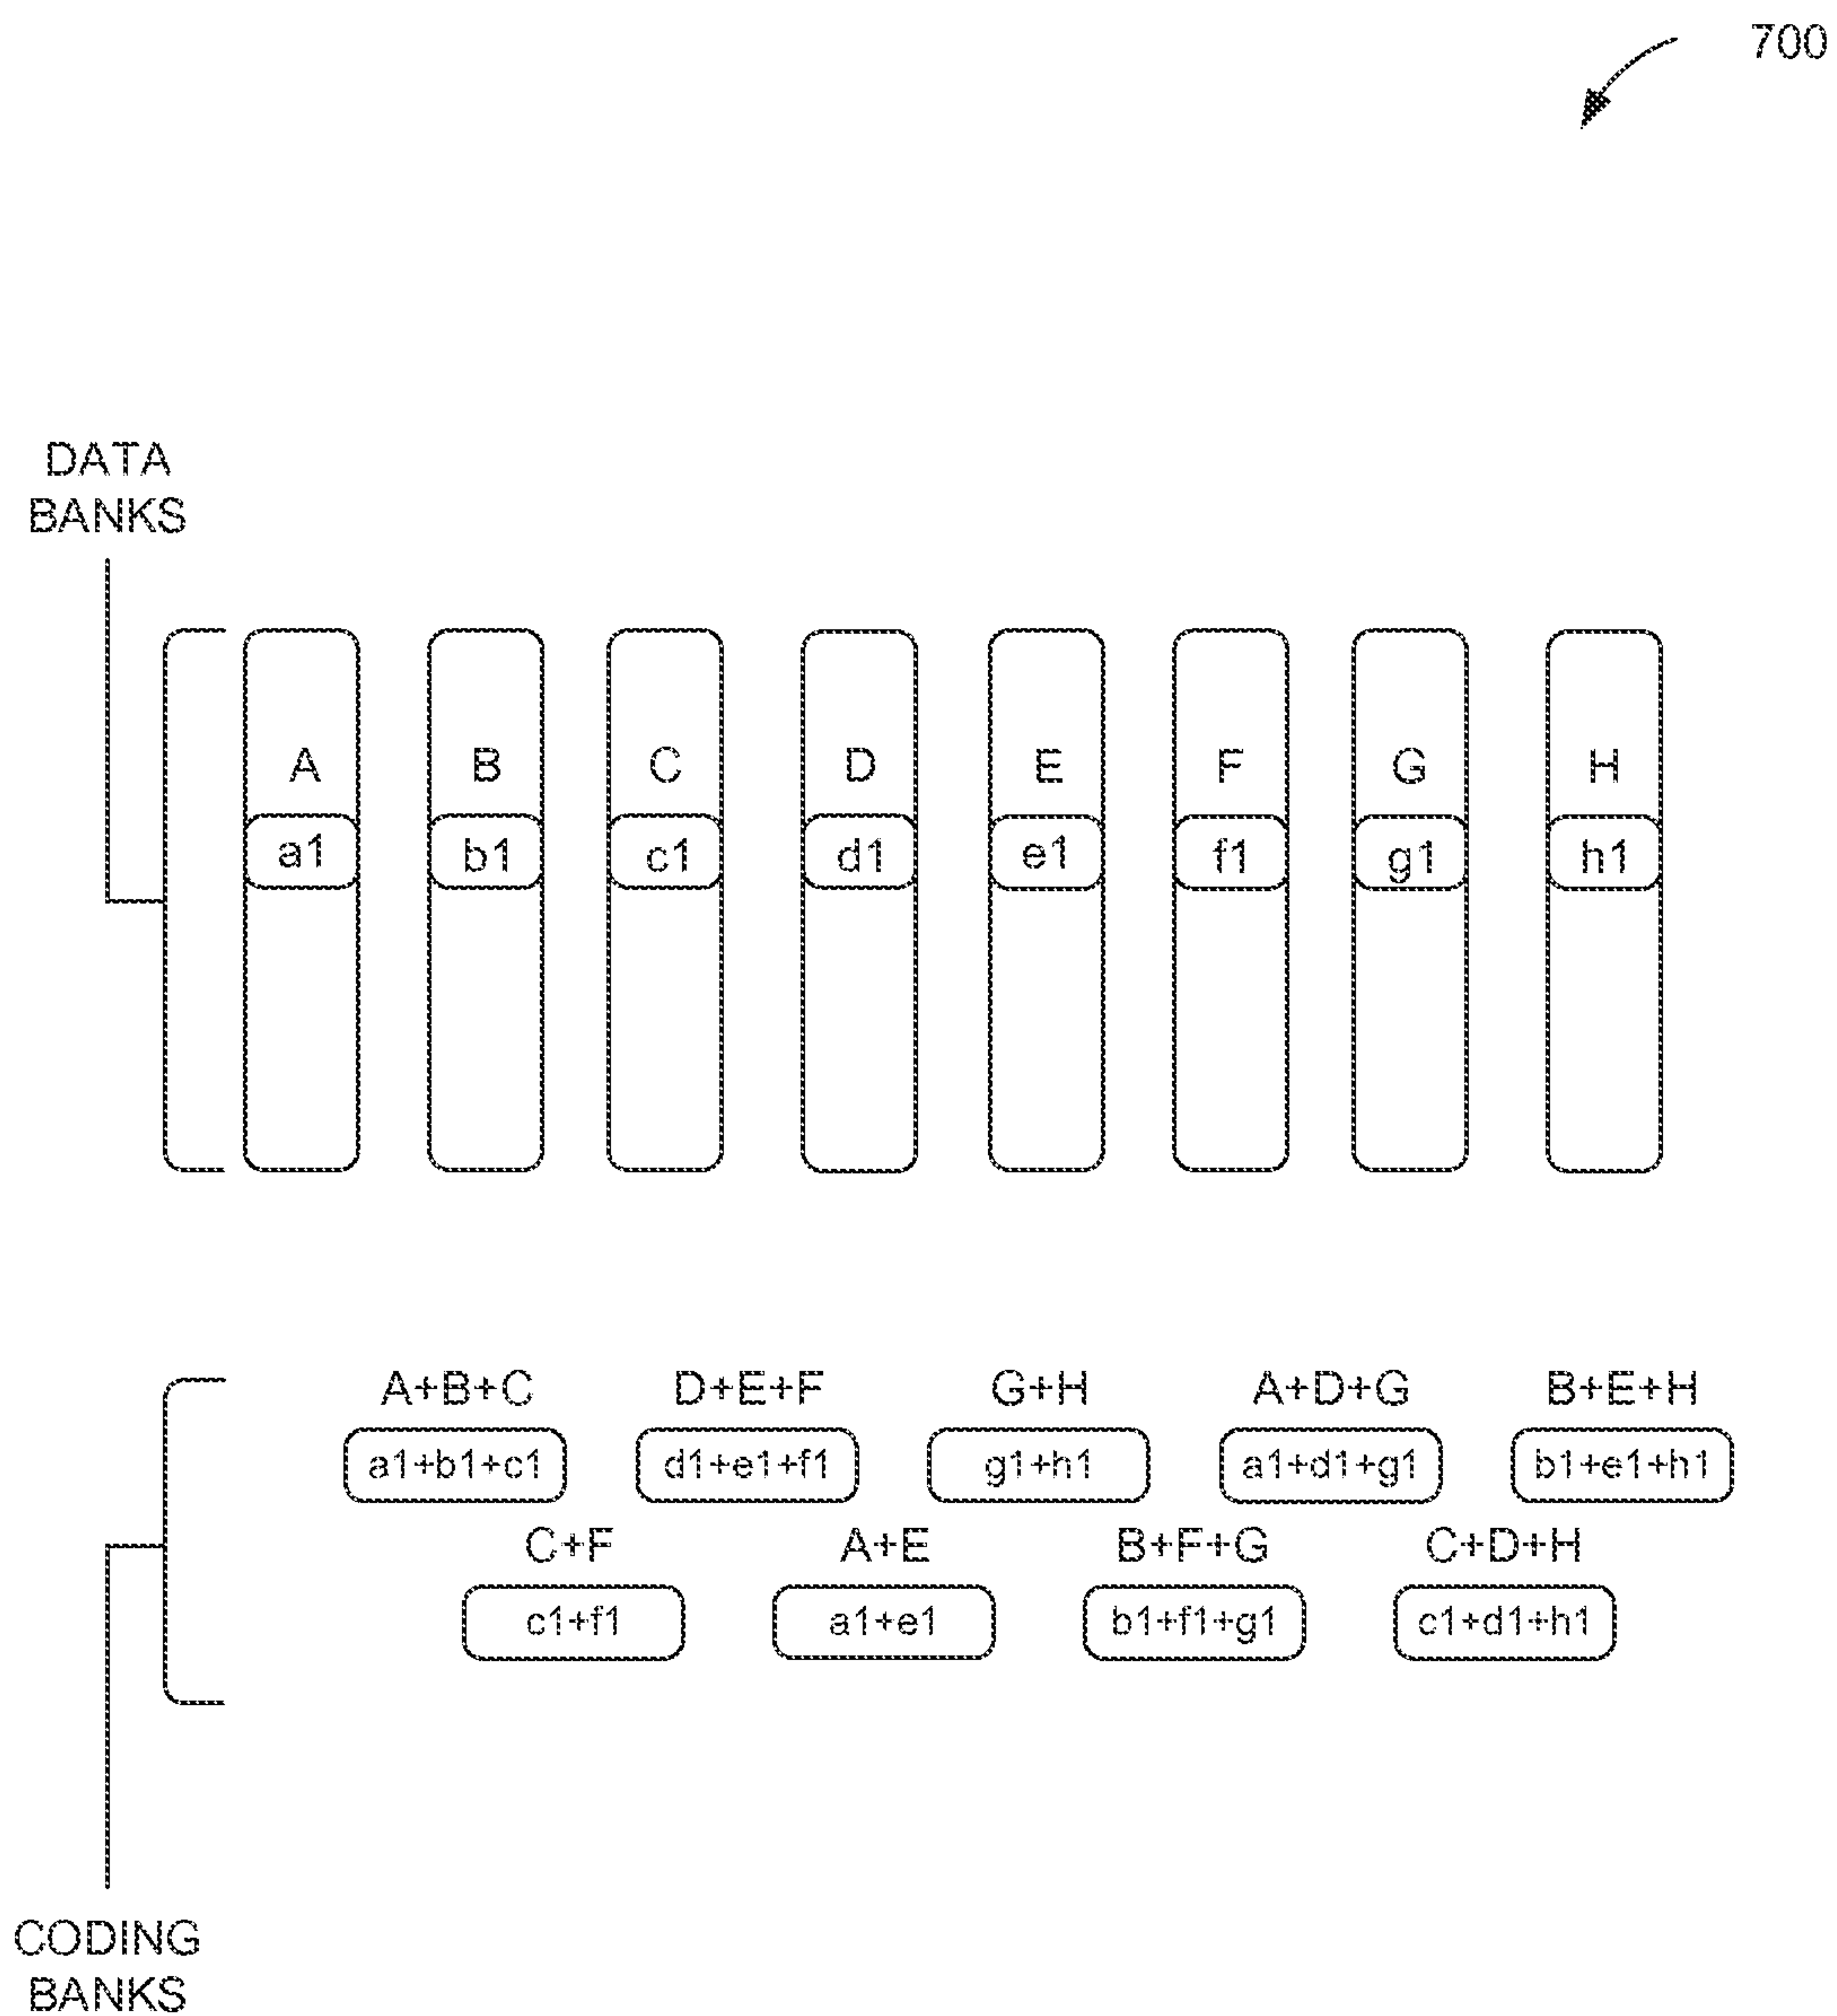 700
DATA
BANKS
A B C D E F G H
a1 b1 c1 d1 e1 f1 g1 h1
A+B+C D+E+F G+H A+D+G B+E+H
a1+b1+c1 d1+e1+f1 g1+h1 a1+d1+g1 b1+e1+h1
C+F A+E B+F+G C+D+H
c1+f1 a1+e1 b1+f1+g1 c1+d1+h1
CODING
BANKS